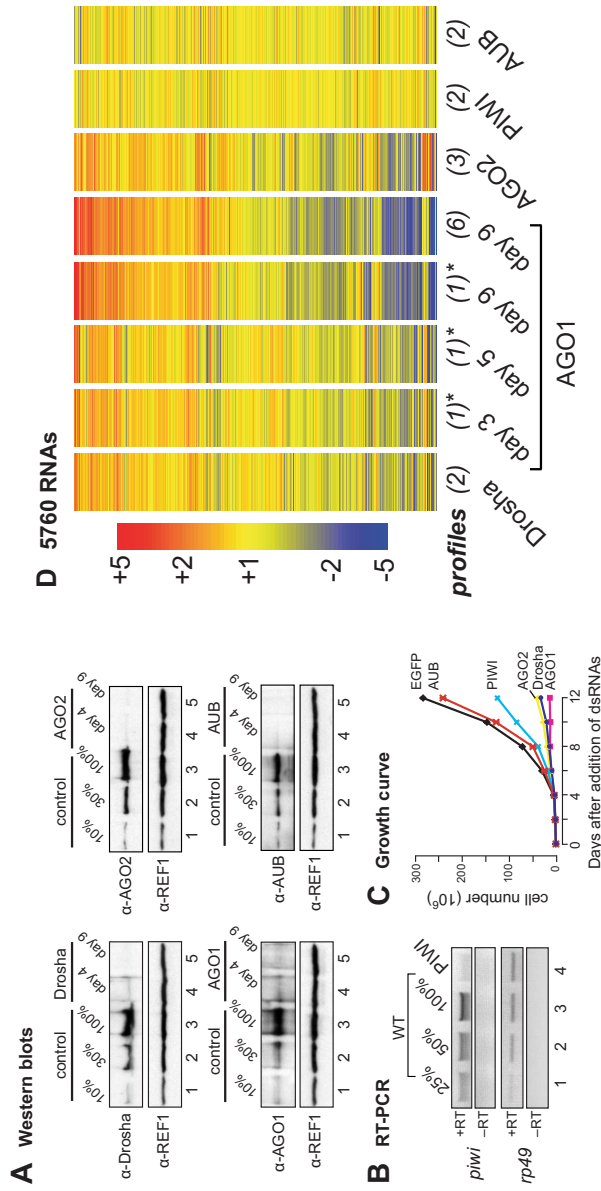 A Western blots
control Drosha
10% 30% 100% day 4 day 9
α-Drosha
α-REF1
1 2 3 4 5
control AGO2
10% 30% 100% day 4 day 9
α-AGO2
α-REF1
1 2 3 4 5
control AGO1
10% 30% 100% day 4 day 9
α-AGO1
α-REF1
1 2 3 4 5
control AUB
10% 30% 100% day 4 day 9
α-AUB
α-REF1
1 2 3 4 5
B RT-PCR
WT
25% 50% 100% PIWI
piwi
+RT
–RT
rp49
+RT
–RT
1 2 3 4
C Growth curve
cell number (10⁶)
300
200
100
0
EGFP
AUB
PIWI
AGO2
Drosha
AGO1
0 2 4 6 8 10 12
Days after addition of dsRNAs
D 5760 RNAs
+5
+2
+1
-2
-5
profiles (2) (1)* (1)* (1)* (6) (3) (2) (2)
Drosha day 3 day 5 day 9 day 9 AGO2 PIWI AUB
AGO1